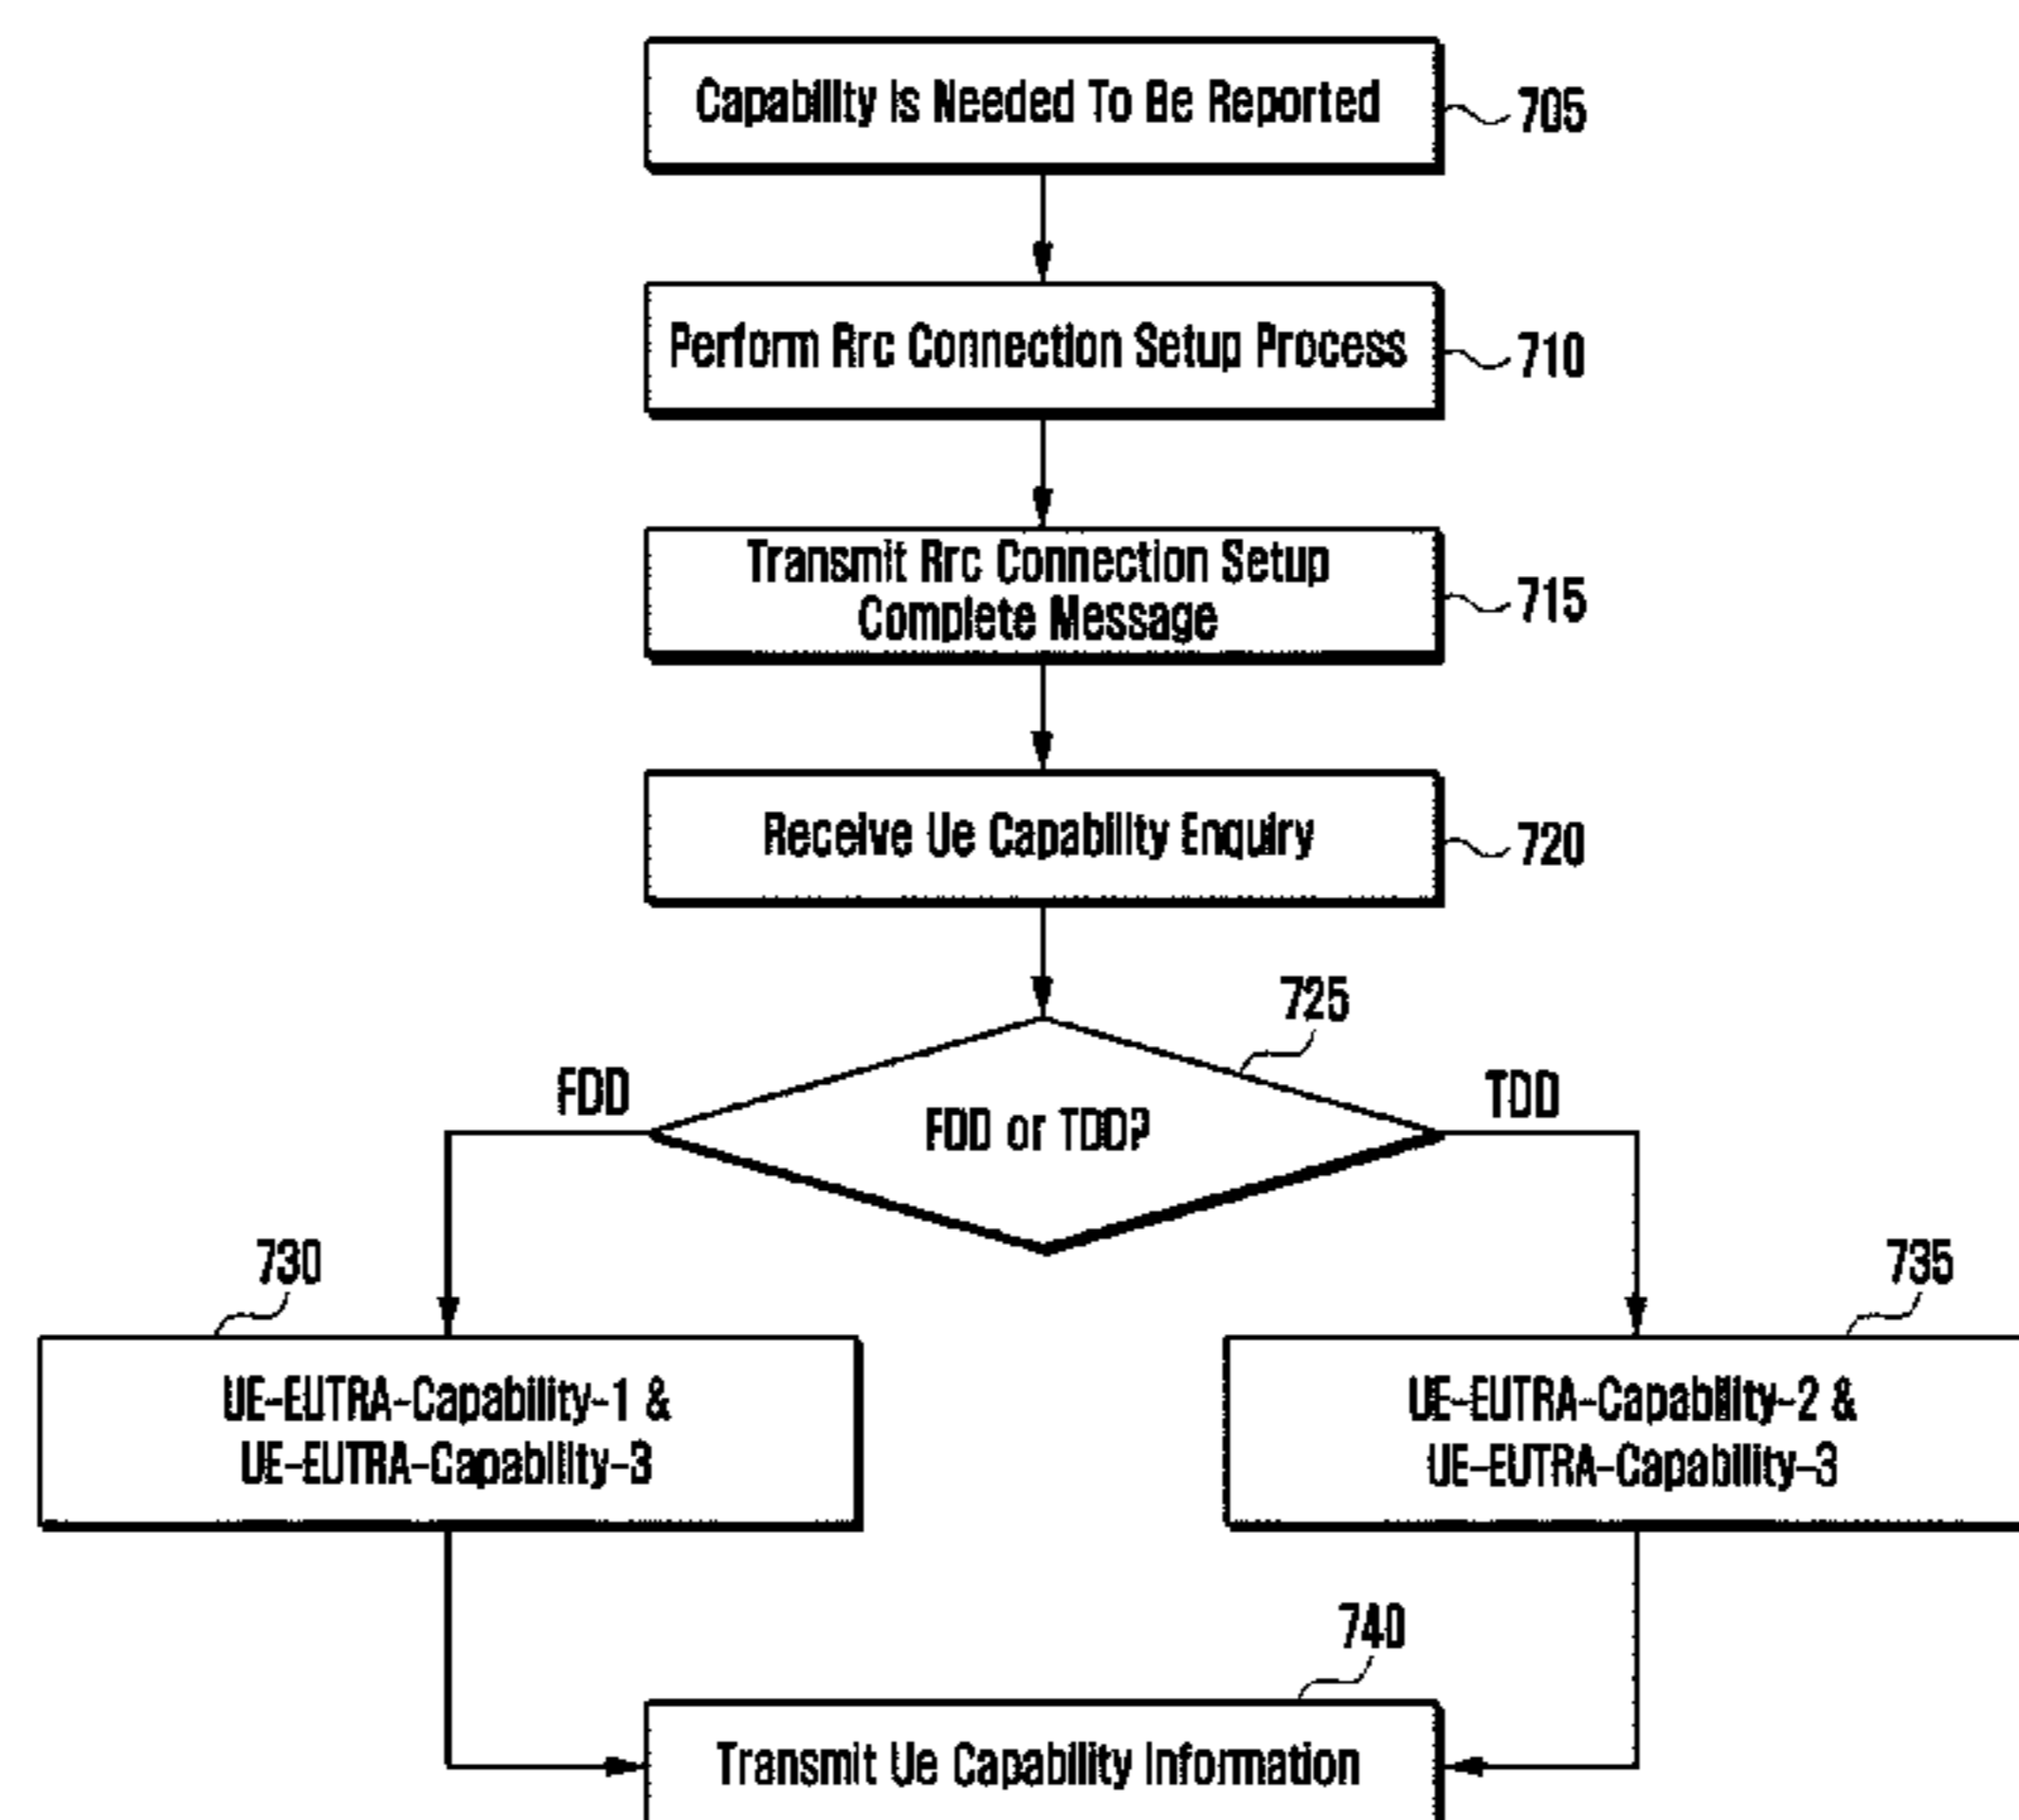 Capability Is Needed To Be Reported
705
Perform Rrc Connection Setup Process
710
Transmit Rrc Connection Setup
Complete Message
715
Receive Ue Capability Enquiry
720
725
FDD
FDD or TDD?
TDD
730
UE-EUTRA-Capability-1 &
UE-EUTRA-Capability-3
735
UE-EUTRA-Capability-2 &
UE-EUTRA-Capability-3
740
Transmit Ue Capability Information